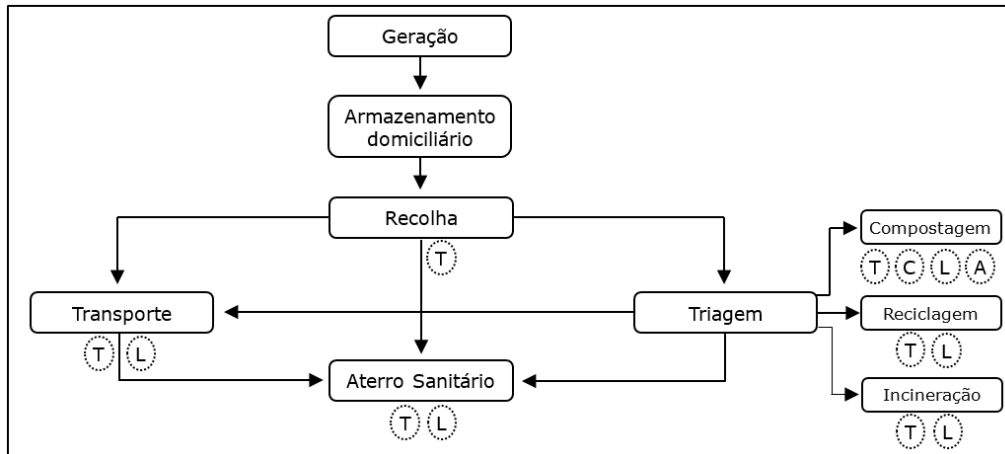 Geração
Armazenamento
domiciliário
Recolha
T
Compostagem
T C L A
Transporte
T L
Triagem
Reciclagem
T L
Aterro Sanitário
T L
Incineração
T L